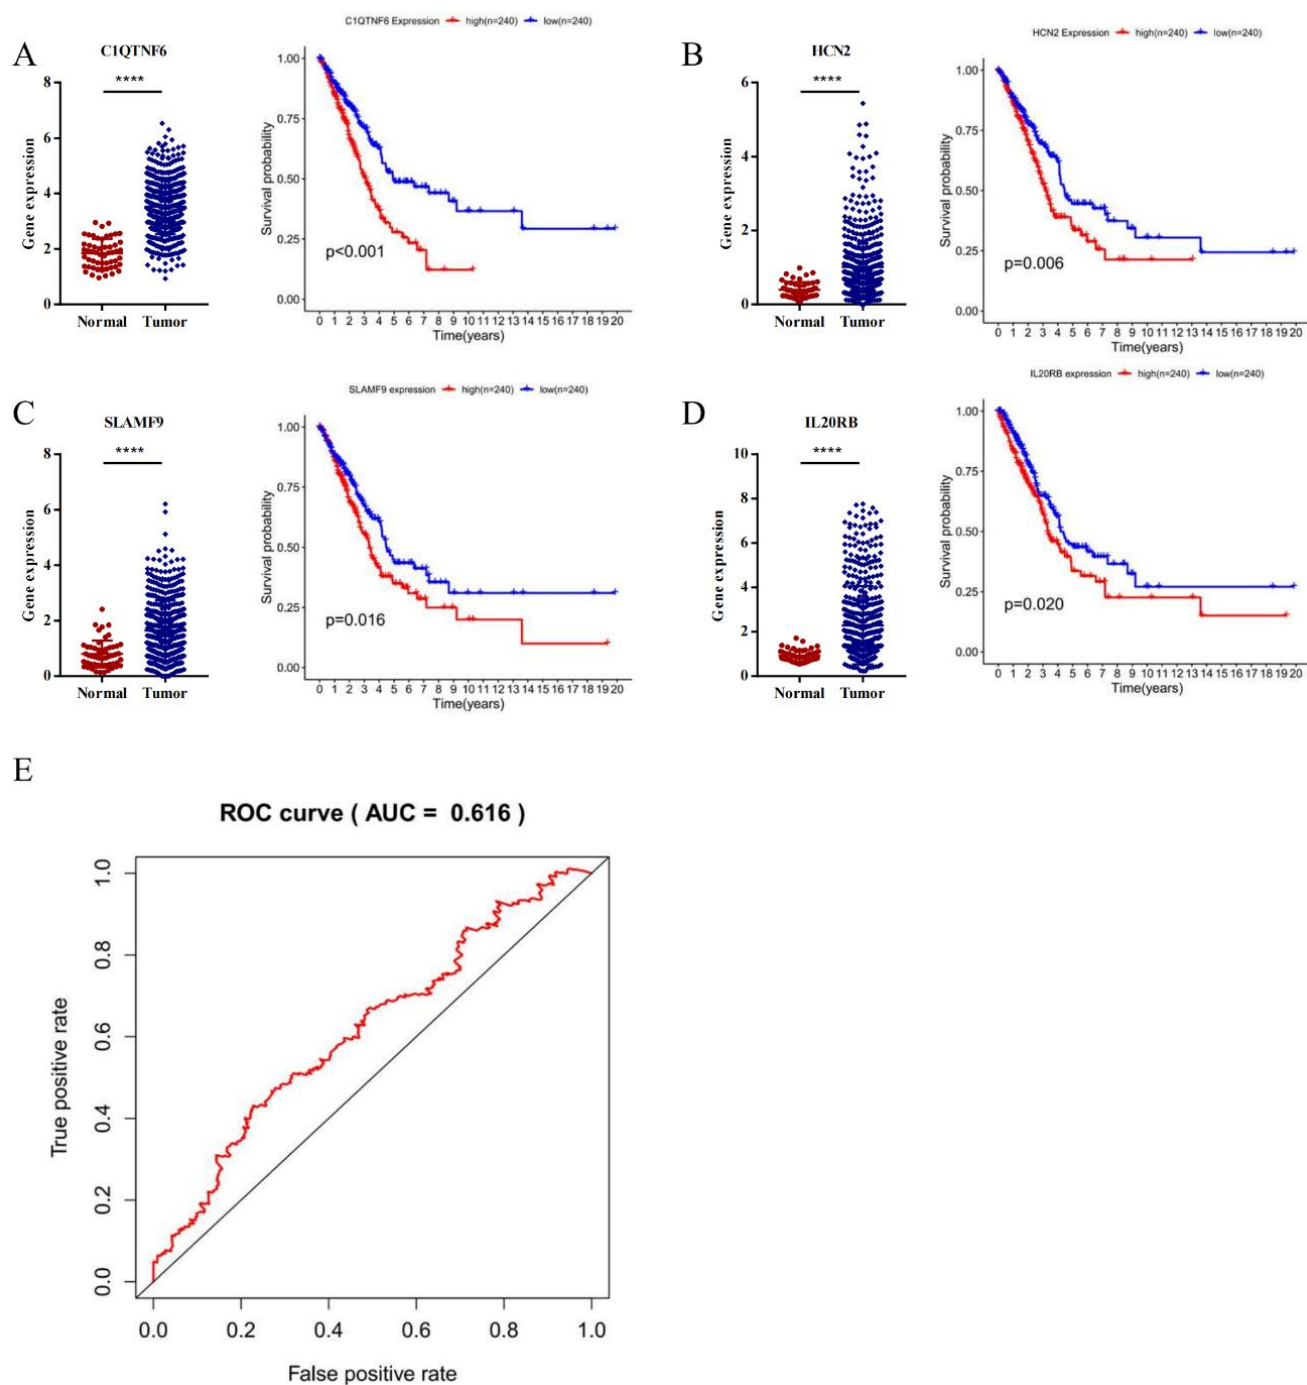 A
C1QTNF6
****
Gene expression
8
6
4
2
0
Normal Tumor
C1QTNF6 Expression high(n=240) low(n=240)
Survival probability
1.00
0.75
0.50
0.25
0.00
p<0.001
0 1 2 3 4 5 6 7 8 9 10 11 12 13 14 15 16 17 18 19 20
Time(years)
B
HCN2
****
Gene expression
6
4
2
0
Normal Tumor
HCN2 Expression high(n=240) low(n=240)
Survival probability
1.00
0.75
0.50
0.25
0.00
p=0.006
0 1 2 3 4 5 6 7 8 9 10 11 12 13 14 15 16 17 18 19 20
Time(years)
C
SLAMF9
****
Gene expression
8
6
4
2
0
Normal Tumor
SLAMF9 expression high(n=240) low(n=240)
Survival probability
1.00
0.75
0.50
0.25
0.00
p=0.016
0 1 2 3 4 5 6 7 8 9 10 11 12 13 14 15 16 17 18 19 20
Time(years)
D
IL20RB
****
Gene expression
10
8
6
4
2
0
Normal Tumor
IL20RB expression high(n=240) low(n=240)
Survival probability
1.00
0.75
0.50
0.25
0.00
p=0.020
0 1 2 3 4 5 6 7 8 9 10 11 12 13 14 15 16 17 18 19 20
Time(years)
E
ROC curve ( AUC = 0.616 )
True positive rate
1.0
0.8
0.6
0.4
0.2
0.0
0.0 0.2 0.4 0.6 0.8 1.0
False positive rate